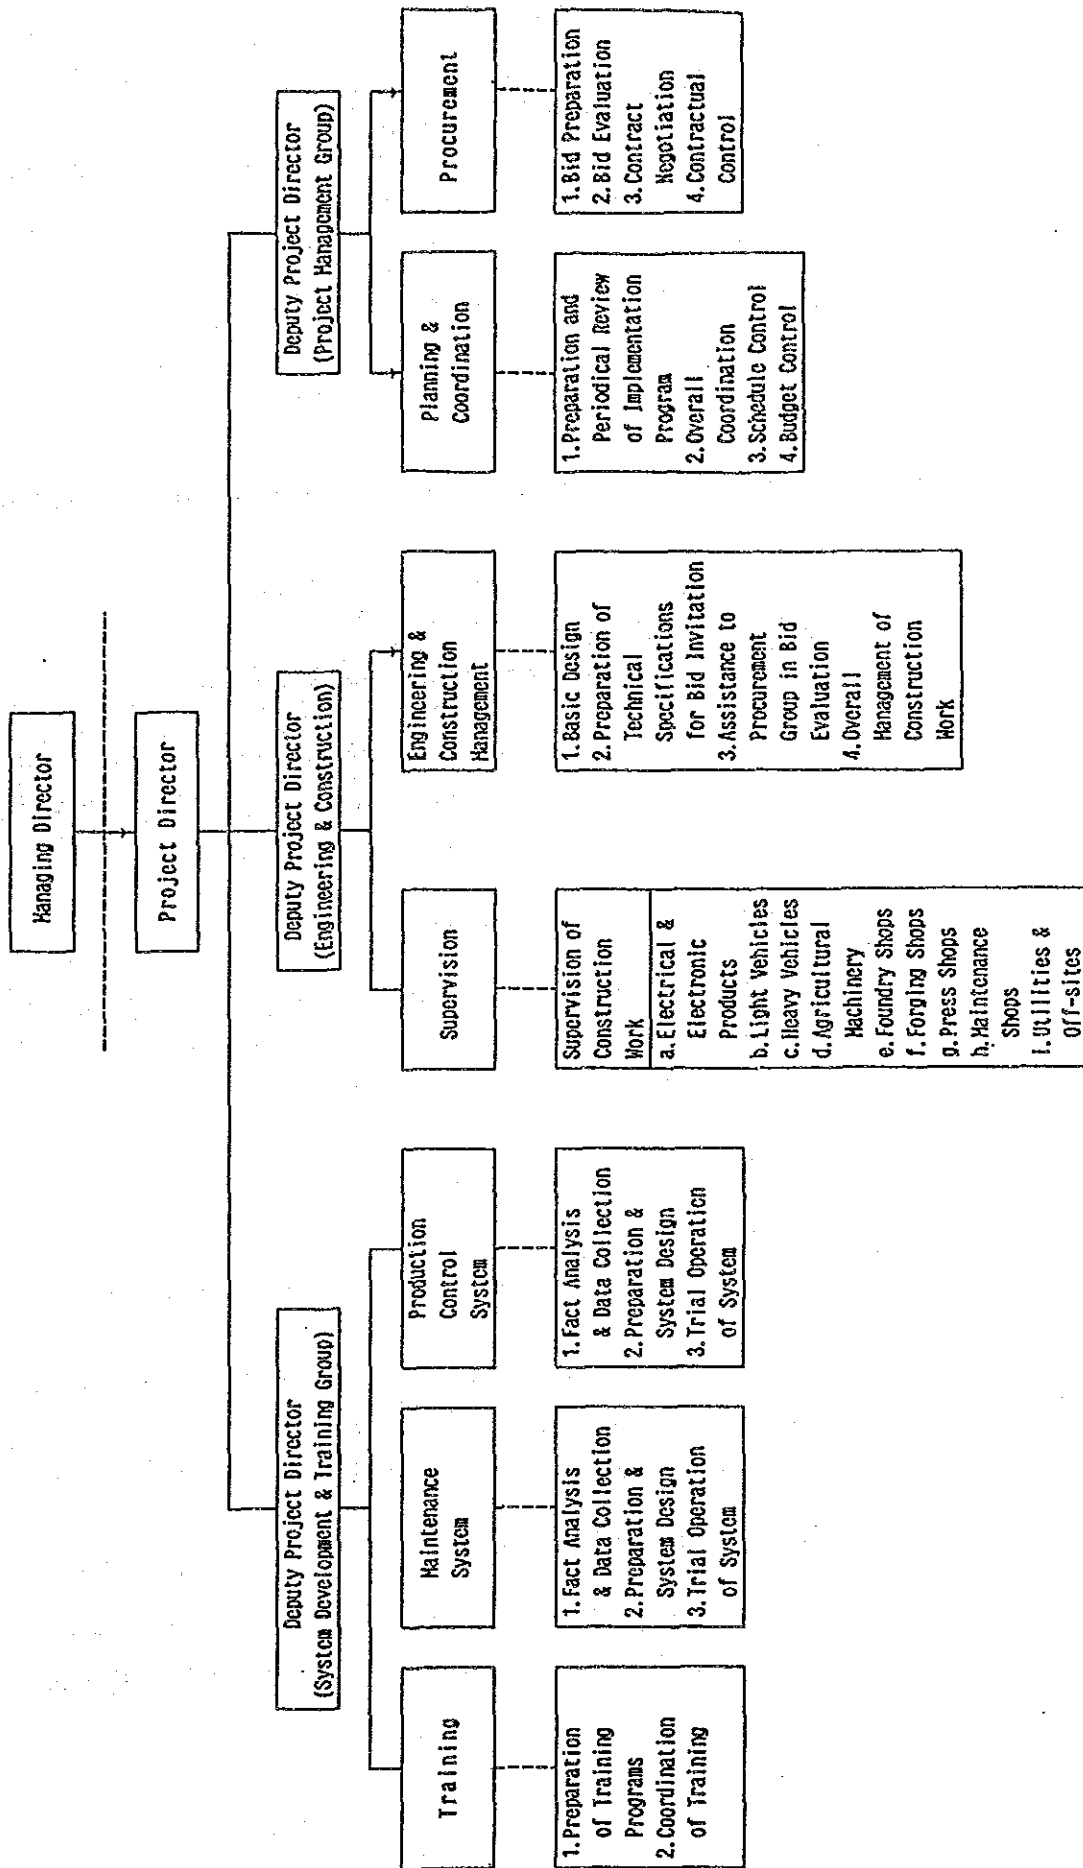 Managing Director
Project Director
Deputy Project Director
(System Development & Training Group)
Deputy Project Director
(Engineering & Construction)
Deputy Project Director
(Project Management Group)
Training
Maintenance
System
Production
Control
System
Supervision
Engineering &
Construction
Management
Planning &
Coordination
Procurement
1.Preparation
of Training
Programs
2.Coordination
of Training
1.Fact Analysis
& Data Collection
2.Preparation &
System Design
3.Trial Operation
of System
1.Fact Analysis
& Data Collection
2.Preparation &
System Design
3.Trial Operation
of System
Supervision of
Construction
Work
a.Electrical &
Electronic
Products
b.Light Vehicles
c.Heavy Vehicles
d.Agricultural
Machinery
e.Foundry Shops
f.Forging Shops
g.Press Shops
h.Maintenance
Shops
i.Utilities &
Off-sites
1.Basic Design
2.Preparation of
Technical
Specifications
for Bid Invitation
3.Assistance to
Procurement
Group in Bid
Evaluation
4.Overall
Management of
Construction
Work
1.Preparation and
Periodical Review
of Implementation
Program
2.Overall
Coordination
3.Schedule Control
4.Budget Control
1.Bid Preparation
2.Bid Evaluation
3.Contract
Negotiation
4.Contractual
Control